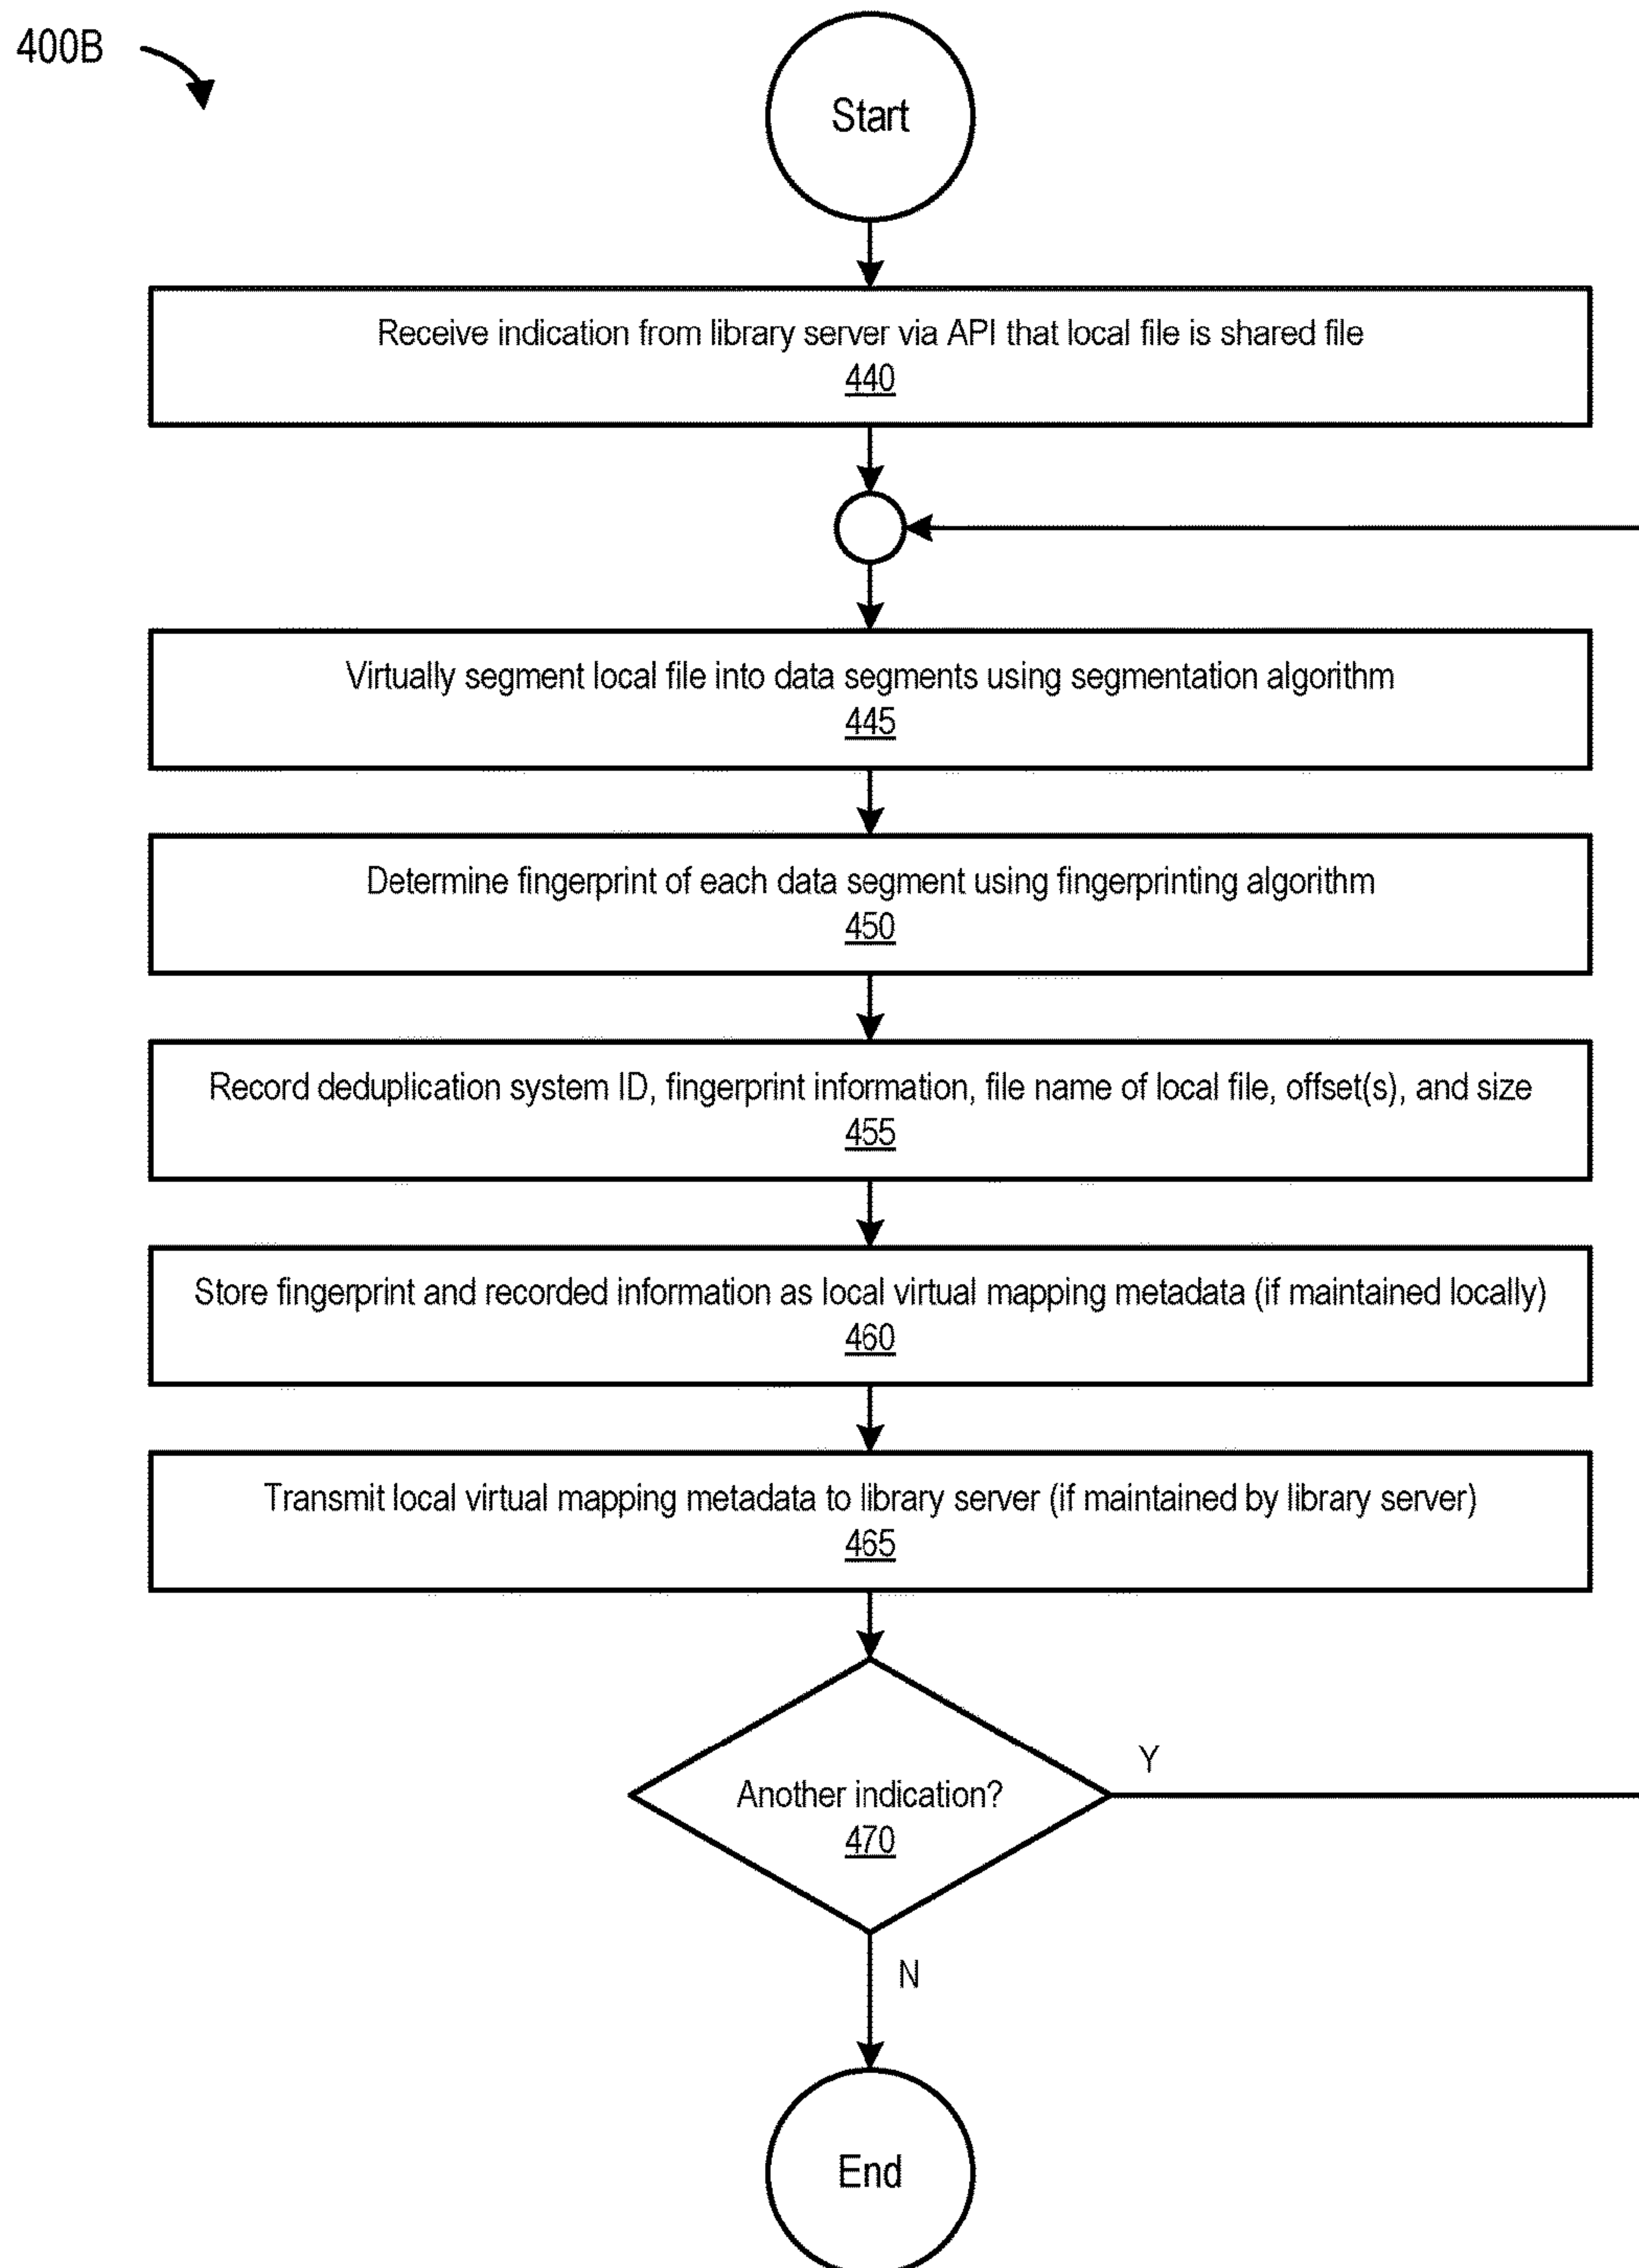 400B
Start
Receive indication from library server via API that local file is shared file
440
Virtually segment local file into data segments using segmentation algorithm
445
Determine fingerprint of each data segment using fingerprinting algorithm
450
Record deduplication system ID, fingerprint information, file name of local file, offset(s), and size
455
Store fingerprint and recorded information as local virtual mapping metadata (if maintained locally)
460
Transmit local virtual mapping metadata to library server (if maintained by library server)
465
Y
Another indication?
470
N
End